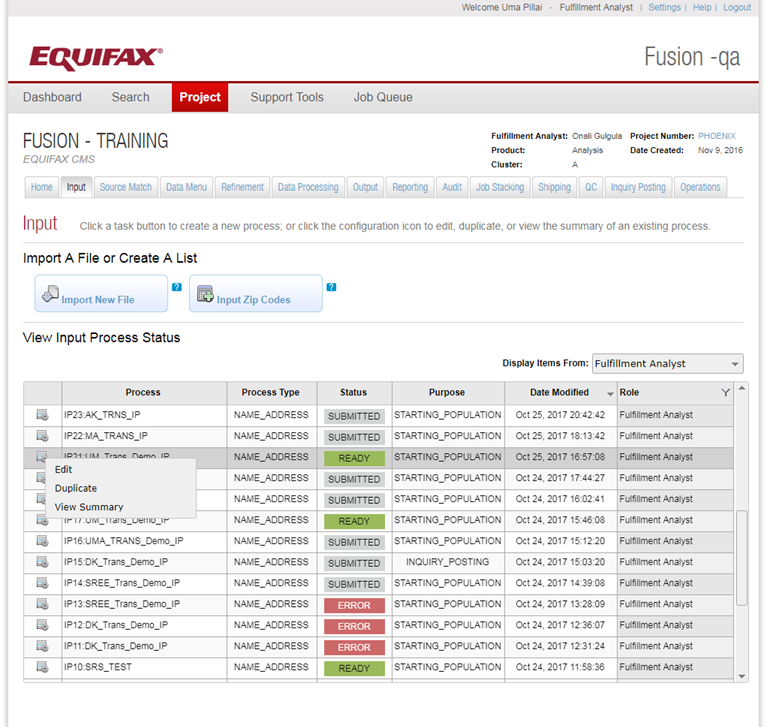 Welcome Uma Pillai - Fulfillment Analyst | Settings | Help | Logout
EQUIFAX®
Fusion -qa
Dashboard Search Project Support Tools Job Queue
FUSION - TRAINING
EQUIFAX CMS
Fulfillment Analyst: Onali Gulgula Project Number: PHOENIX
Product: Analysis Date Created: Nov 9, 2016
Cluster: A
Home Input Source Match Data Menu Refinement Data Processing Output Reporting Audit Job Stacking Shipping QC Inquiry Posting Operations
Input Click a task button to create a new process; or click the configuration icon to edit, duplicate, or view the summary of an existing process.
Import A File or Create A List
Import New File ? Input Zip Codes ?
View Input Process Status
Display Items From: Fulfillment Analyst
Process Process Type Status Purpose Date Modified Role
IP23:AK_TRNS_IP NAME_ADDRESS SUBMITTED STARTING_POPULATION Oct 25, 2017 20:42:42 Fulfillment Analyst
IP22:MA_TRANS_IP NAME_ADDRESS SUBMITTED STARTING_POPULATION Oct 25, 2017 18:13:42 Fulfillment Analyst
IP21:UM_Trans_Demo_IP NAME_ADDRESS READY STARTING_POPULATION Oct 25, 2017 16:57:08 Fulfillment Analyst
Edit
NAME_ADDRESS SUBMITTED STARTING_POPULATION Oct 24, 2017 17:44:27 Fulfillment Analyst
Duplicate
NAME_ADDRESS SUBMITTED STARTING_POPULATION Oct 24, 2017 16:02:41 Fulfillment Analyst
View Summary
IP17:UM_Trans_Demo_IP NAME_ADDRESS READY STARTING_POPULATION Oct 24, 2017 15:46:08 Fulfillment Analyst
IP16:UMA_TRANS_Demo_IP NAME_ADDRESS SUBMITTED STARTING_POPULATION Oct 24, 2017 15:12:20 Fulfillment Analyst
IP15:DK_Trans_Demo_IP NAME_ADDRESS SUBMITTED INQUIRY_POSTING Oct 24, 2017 15:03:20 Fulfillment Analyst
IP14:SREE_Trans_Demo_IP NAME_ADDRESS SUBMITTED STARTING_POPULATION Oct 24, 2017 14:39:08 Fulfillment Analyst
IP13:SREE_Trans_Demo_IP NAME_ADDRESS ERROR STARTING_POPULATION Oct 24, 2017 13:28:09 Fulfillment Analyst
IP12:DK_Trans_Demo_IP NAME_ADDRESS ERROR STARTING_POPULATION Oct 24, 2017 12:36:07 Fulfillment Analyst
IP11:DK_Trans_Demo_IP NAME_ADDRESS ERROR STARTING_POPULATION Oct 24, 2017 12:31:24 Fulfillment Analyst
IP10:SRS_TEST NAME_ADDRESS READY STARTING_POPULATION Oct 24, 2017 11:58:36 Fulfillment Analyst